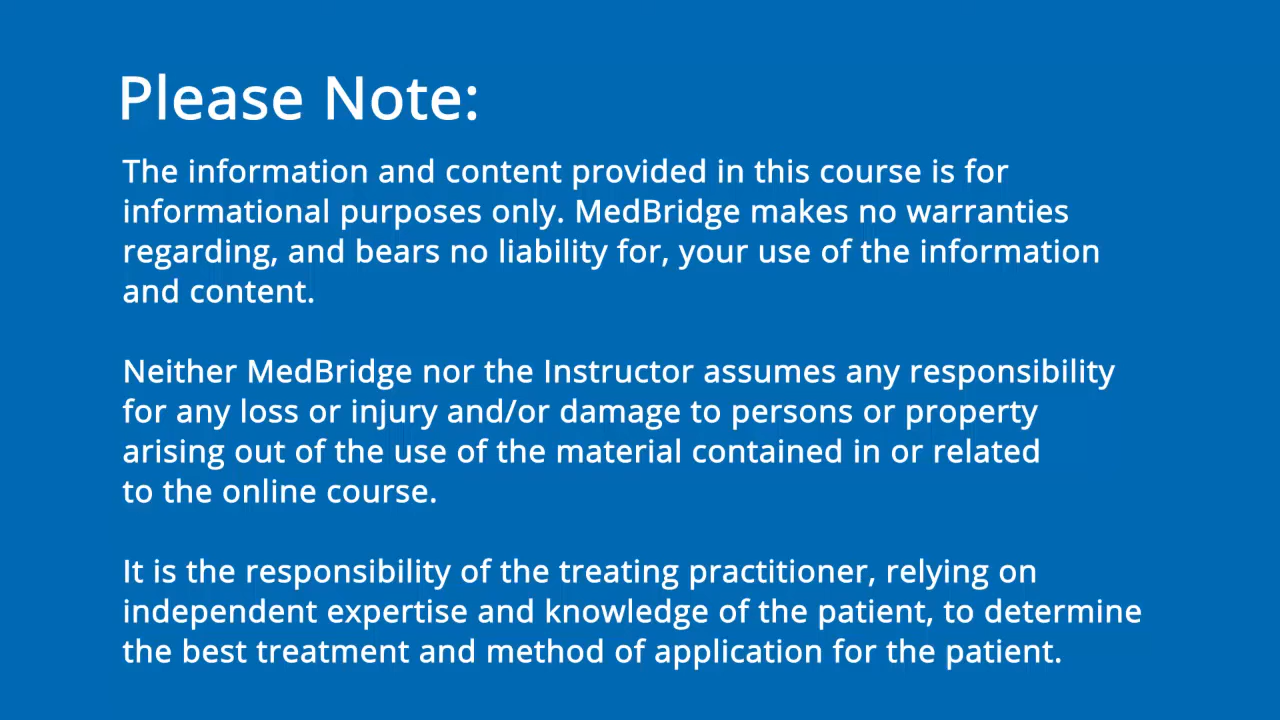 Please Note:
The information and content provided in this course is for
informational purposes only. MedBridge makes no warranties
regarding, and bears no liability for, your use of the information
and content.
Neither MedBridge nor the Instructor assumes any responsibility
for any loss or injury and/or damage to persons or property
arising out of the use of the material contained in or related
to the online course.
It is the responsibility of the treating practitioner, relying on
independent expertise and knowledge of the patient, to determine
the best treatment and method of application for the patient.